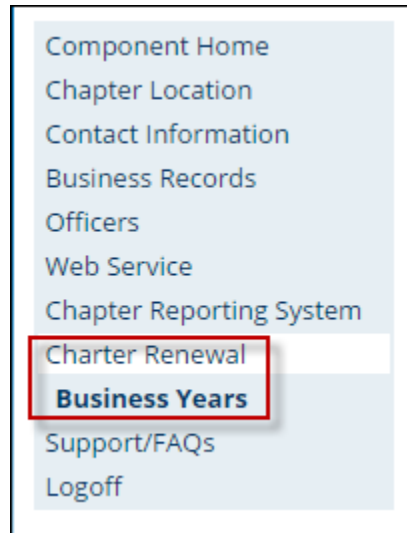 Component Home
Chapter Location
Contact Information
Business Records
Officers
Web Service
Chapter Reporting System
Charter Renewal
Business Years
Support/FAQs
Logoff